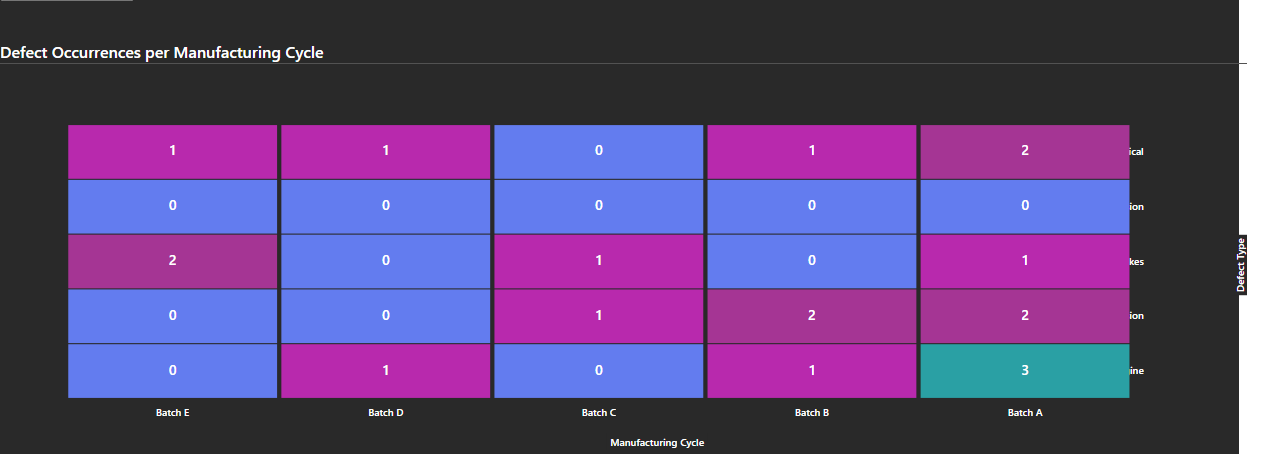 Defect Occurrences per Manufacturing Cycle
1 1 0 1 2 ical
0 0 0 0 0 ion
2 0 1 0 1 kes
0 0 1 2 2 ion
0 1 0 1 3 ine
Defect Type
Batch E Batch D Batch C Batch B Batch A
Manufacturing Cycle